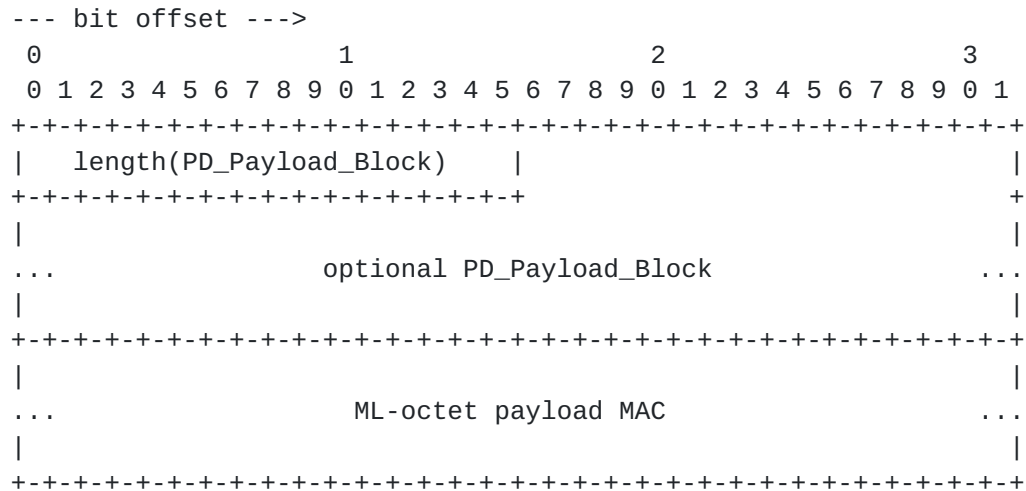 --- bit offset --->
 0                   1                   2                   3
 0 1 2 3 4 5 6 7 8 9 0 1 2 3 4 5 6 7 8 9 0 1 2 3 4 5 6 7 8 9 0 1
+-+-+-+-+-+-+-+-+-+-+-+-+-+-+-+-+-+-+-+-+-+-+-+-+-+-+-+-+-+-+-+-+
|   length(PD_Payload_Block)    |                               |
+-+-+-+-+-+-+-+-+-+-+-+-+-+-+-+-+                               +
|                                                               |
...                 optional PD_Payload_Block                 ...
|                                                               |
+-+-+-+-+-+-+-+-+-+-+-+-+-+-+-+-+-+-+-+-+-+-+-+-+-+-+-+-+-+-+-+-+
|                                                               |
...                   ML-octet payload MAC                    ...
|                                                               |
+-+-+-+-+-+-+-+-+-+-+-+-+-+-+-+-+-+-+-+-+-+-+-+-+-+-+-+-+-+-+-+-+